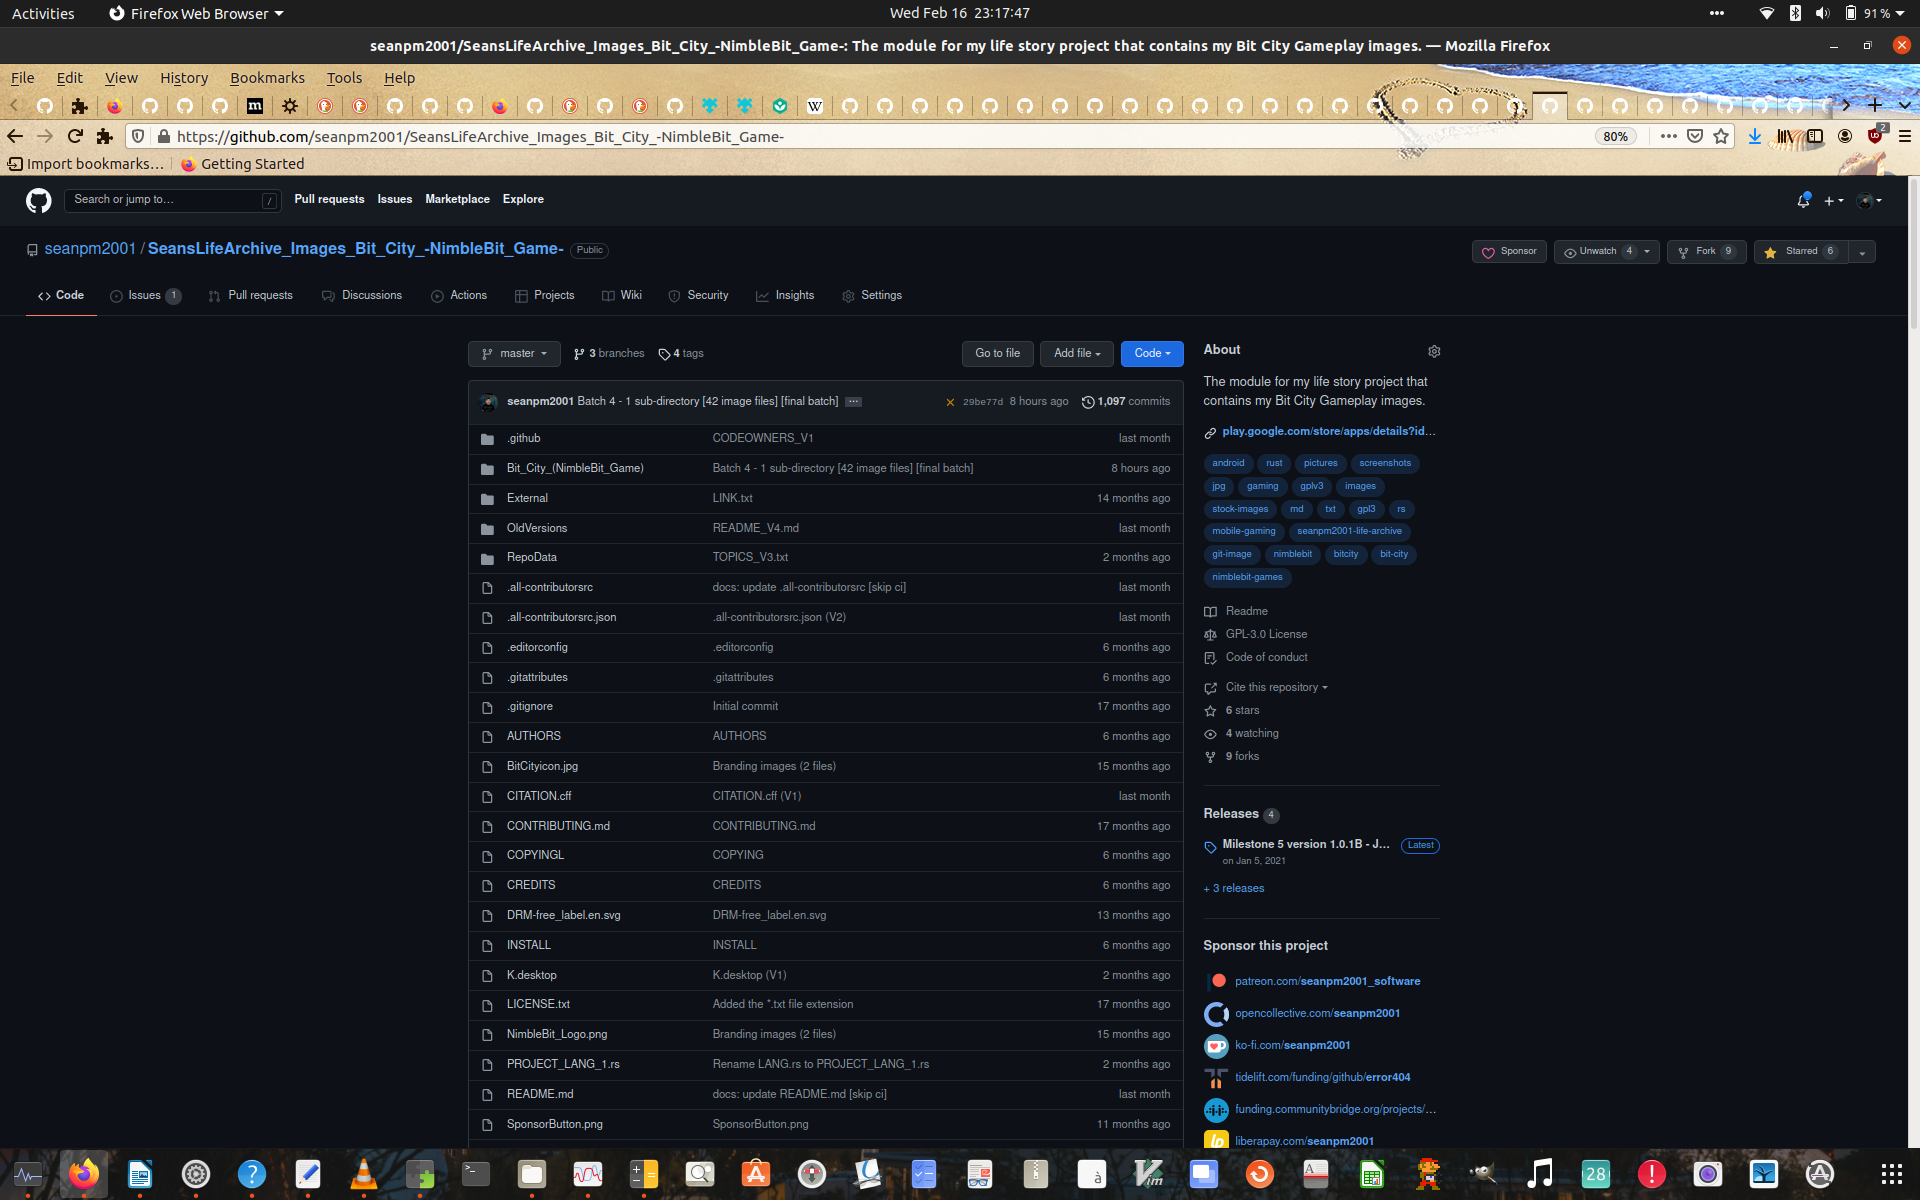 Activities Firefox Web Browser Wed Feb 16 23:17:47 91%
seanpm2001/SeansLifeArchive_Images_Bit_City_-NimbleBit_Game-: The module for my life story project that contains my Bit City Gameplay images. — Mozilla Firefox
File Edit View History Bookmarks Tools Help
https://github.com/seanpm2001/SeansLifeArchive_Images_Bit_City_-NimbleBit_Game- 80% 2
Import bookmarks… Getting Started
Search or jump to… / Pull requests Issues Marketplace Explore
seanpm2001 / SeansLifeArchive_Images_Bit_City_-NimbleBit_Game- Public
Sponsor Unwatch 4 Fork 9 Starred 6
Code Issues 1 Pull requests Discussions Actions Projects Wiki Security Insights Settings
master 3 branches 4 tags Go to file Add file Code
seanpm2001 Batch 4 - 1 sub-directory [42 image files] [final batch] ... 29be77d 8 hours ago 1,097 commits
.github CODEOWNERS_V1 last month
Bit_City_(NimbleBit_Game) Batch 4 - 1 sub-directory [42 image files] [final batch] 8 hours ago
External LINK.txt 14 months ago
OldVersions README_V4.md last month
RepoData TOPICS_V3.txt 2 months ago
.all-contributorsrc docs: update .all-contributorsrc [skip ci] last month
.all-contributorsrc.json .all-contributorsrc.json (V2) last month
.editorconfig .editorconfig 6 months ago
.gitattributes .gitattributes 6 months ago
.gitignore Initial commit 17 months ago
AUTHORS AUTHORS 6 months ago
BitCityicon.jpg Branding images (2 files) 15 months ago
CITATION.cff CITATION.cff (V1) last month
CONTRIBUTING.md CONTRIBUTING.md 17 months ago
COPYINGL COPYING 6 months ago
CREDITS CREDITS 6 months ago
DRM-free_label.en.svg DRM-free_label.en.svg 13 months ago
INSTALL INSTALL 6 months ago
K.desktop K.desktop (V1) 2 months ago
LICENSE.txt Added the *.txt file extension 17 months ago
NimbleBit_Logo.png Branding images (2 files) 15 months ago
PROJECT_LANG_1.rs Rename LANG.rs to PROJECT_LANG_1.rs 2 months ago
README.md docs: update README.md [skip ci] last month
SponsorButton.png SponsorButton.png 11 months ago
About
The module for my life story project that
contains my Bit City Gameplay images.
play.google.com/store/apps/details?id…
android rust pictures screenshots
jpg gaming gplv3 images
stock-images md txt gpl3 rs
mobile-gaming seanpm2001-life-archive
git-image nimblebit bitcity bit-city
nimblebit-games
Readme
GPL-3.0 License
Code of conduct
Cite this repository
6 stars
4 watching
9 forks
Releases 4
Milestone 5 version 1.0.1B - J… Latest
on Jan 5, 2021
+ 3 releases
Sponsor this project
patreon.com/seanpm2001_software
opencollective.com/seanpm2001
ko-fi.com/seanpm2001
tidelift.com/funding/github/error404
funding.communitybridge.org/projects/…
liberapay.com/seanpm2001
28